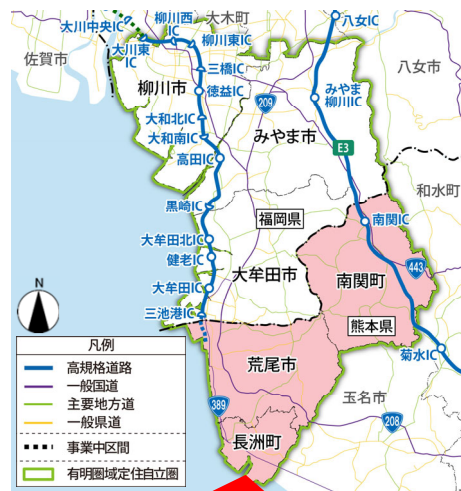 大川中央IC
柳川西
IC
大木町
八女IC
大川東
IC
柳川東IC
佐賀市
三橋IC
八女市
柳川市
徳益IC
209
みやま
柳川IC
大和北IC
みやま市
大和南IC
E3
高田IC
和水町
黒崎IC
福岡県
南関IC
大牟田北IC
健老IC
443
大牟田市
南関町
大牟田IC
N
三池港IC
熊本県
凡例
菊水IC
荒尾市
高規格道路
一般国道
玉名市
主要地方道
389
208
一般県道
長洲町
事業中区間
有明圏域定住自立圏